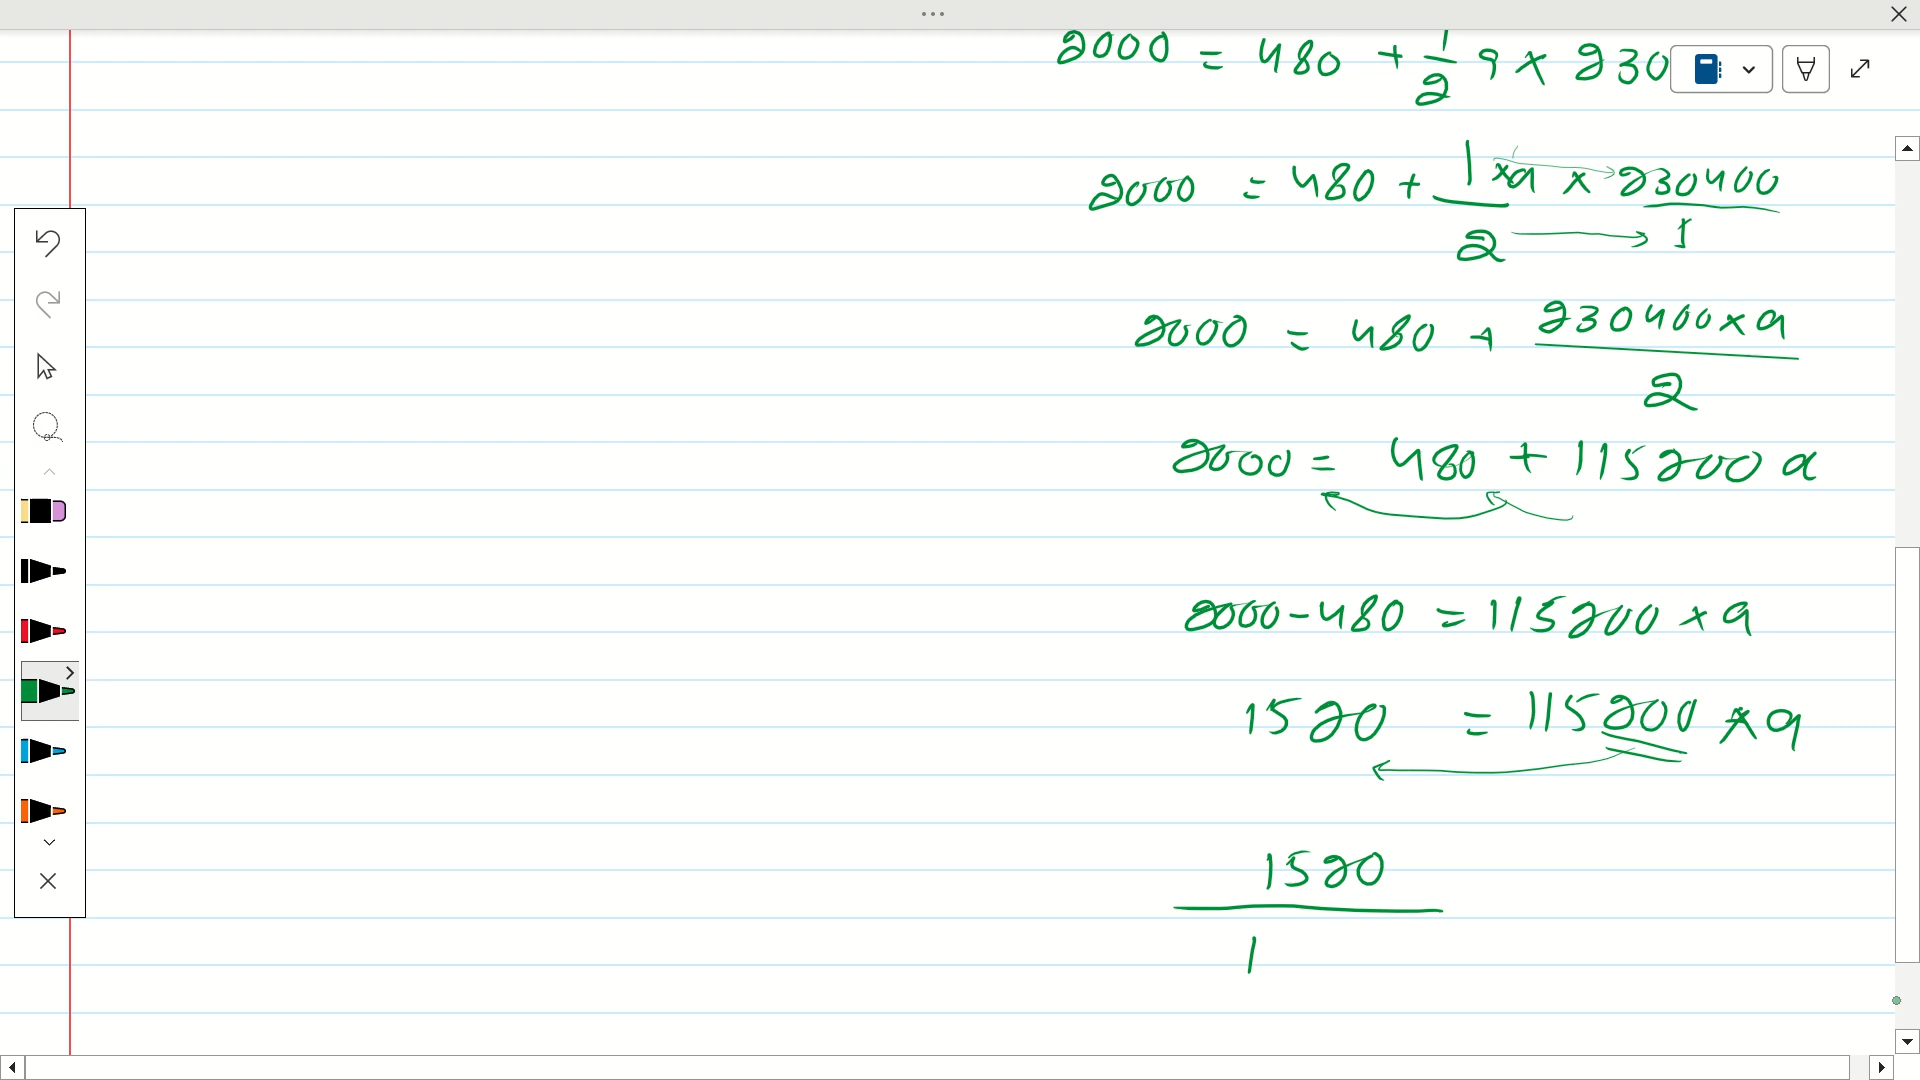 2000 = 480 + 1/2 a × 230
2000 = 480 + 1×a/2 × 230400/1
2000 = 480 + 230400×a/2
2000 = 480 + 115200 a
2000-480 = 115200 × a
1520 = 115200 × a
1520/1